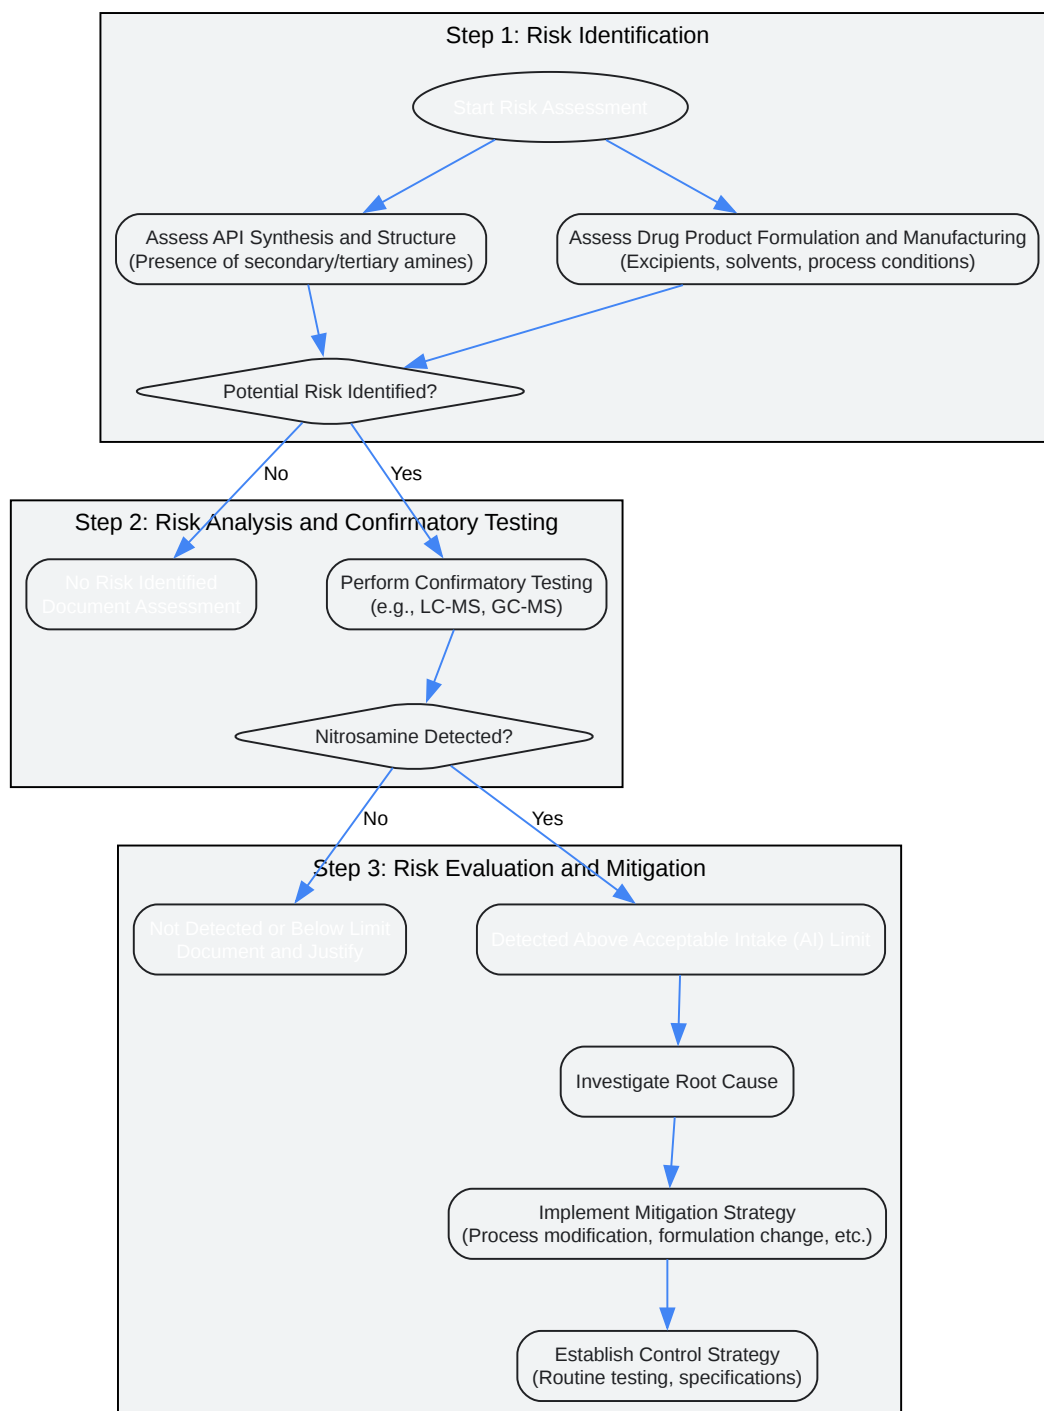 Step 1: Risk Identification
Start Risk Assessment
Assess API Synthesis and Structure
(Presence of secondary/tertiary amines)
Assess Drug Product Formulation and Manufacturing
(Excipients, solvents, process conditions)
Potential Risk Identified?
No
Yes
Step 2: Risk Analysis and Confirmatory Testing
No Risk Identified
Document Assessment
Perform Confirmatory Testing
(e.g., LC-MS, GC-MS)
Nitrosamine Detected?
No
Yes
Step 3: Risk Evaluation and Mitigation
Not Detected or Below Limit
Document and Justify
Detected Above Acceptable Intake (AI) Limit
Investigate Root Cause
Implement Mitigation Strategy
(Process modification, formulation change, etc.)
Establish Control Strategy
(Routine testing, specifications)